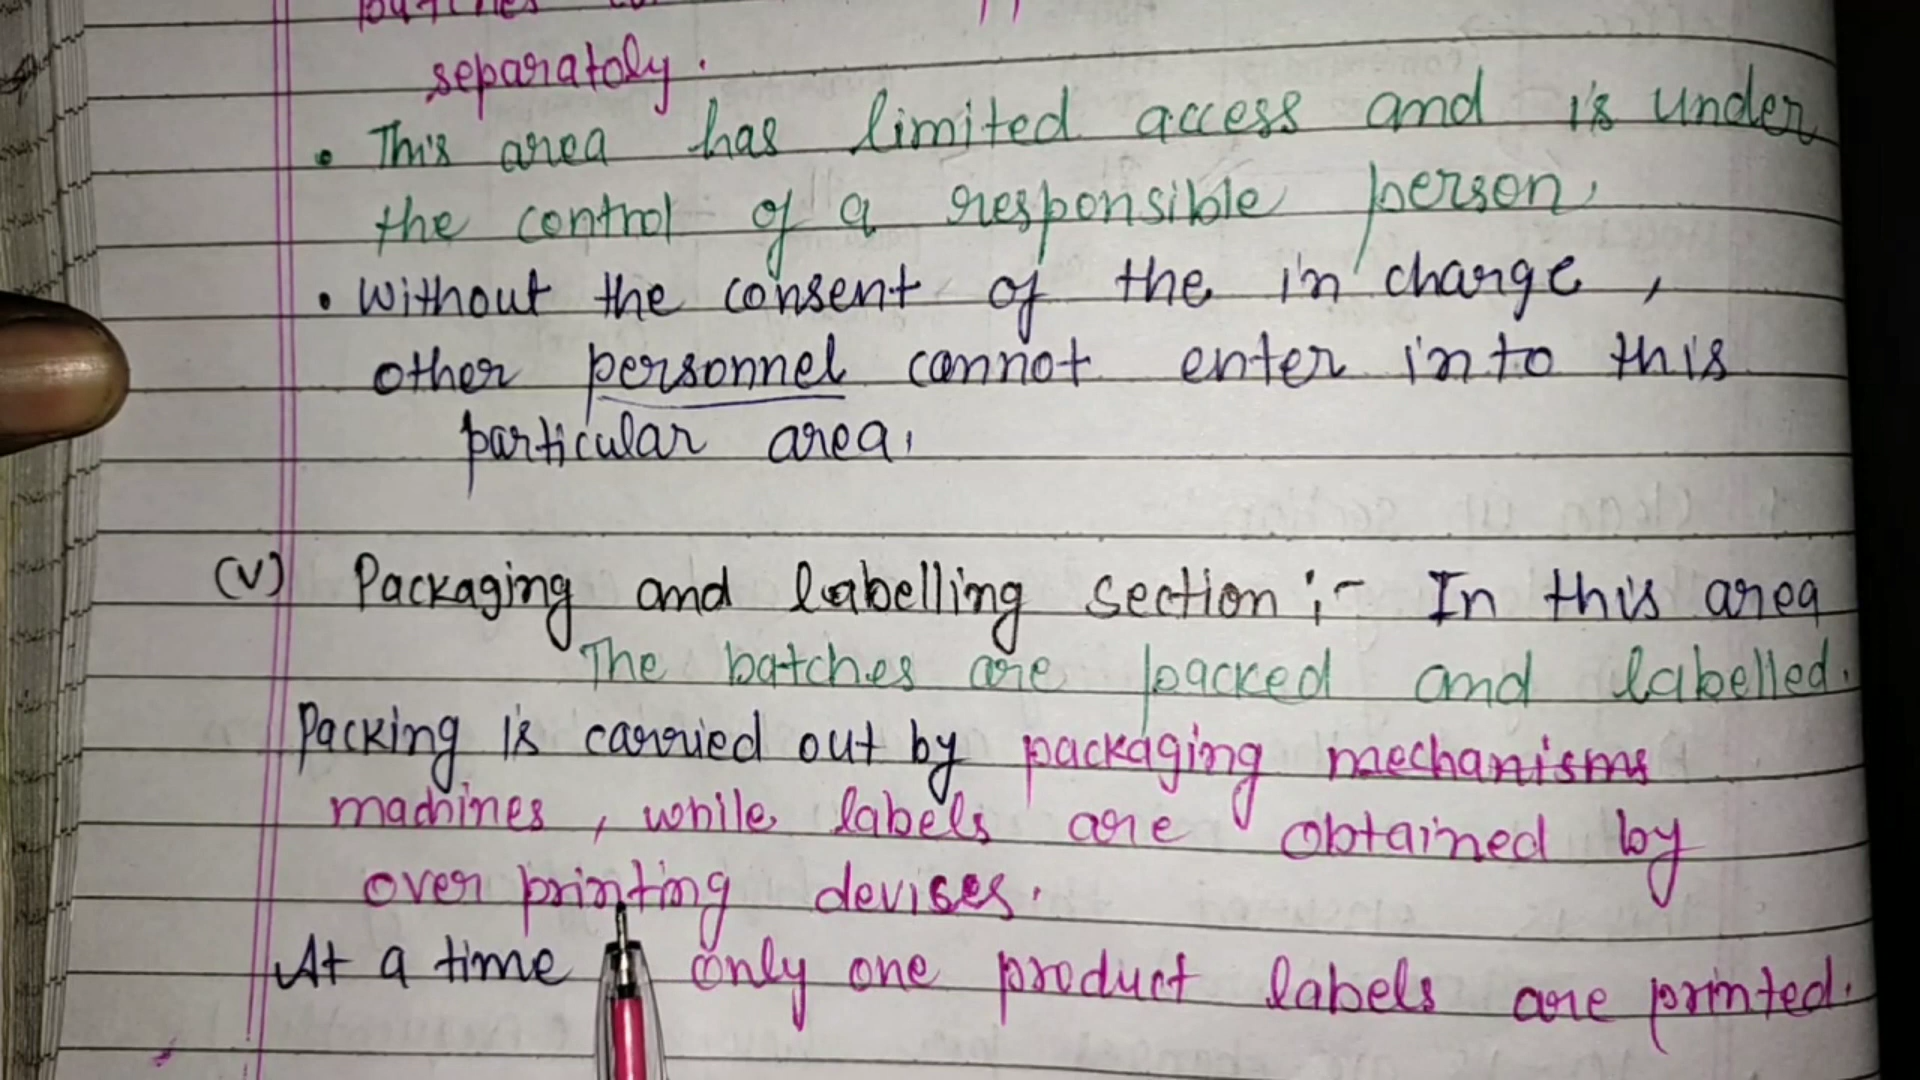 separately.
• This area has limited access and is under
the control of a responsible person.
• Without the consent of the in charge,
other personnel cannot enter into this
particular area.
(V) Packaging and labelling section :- In this area
The batches are packed and labelled.
Packing is carried out by packaging mechanisms
machines, while labels are obtained by
over printing devises.
At a time only one product labels are printed.